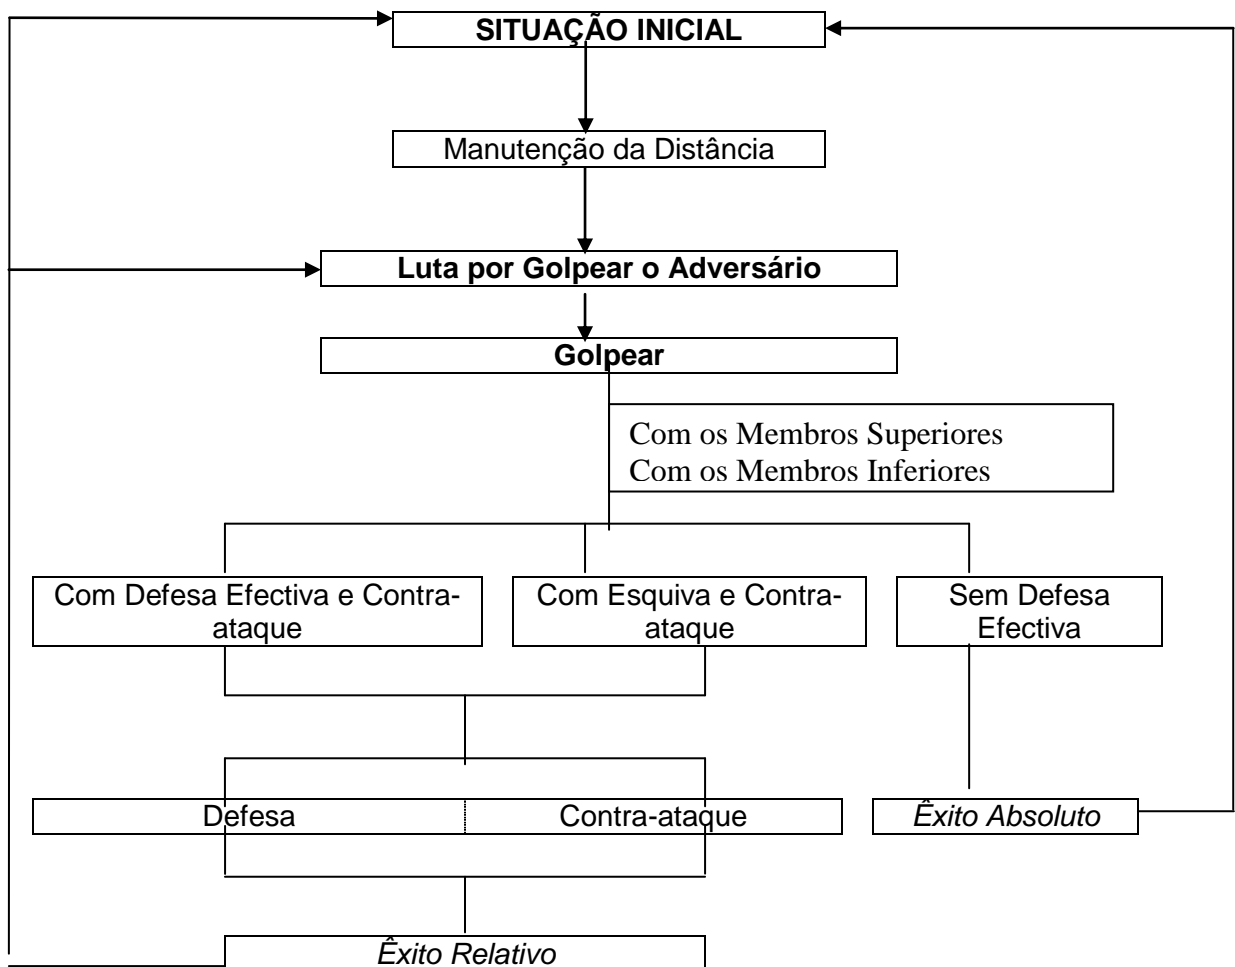 SITUAÇÃO INICIAL
Manutenção da Distância
Luta por Golpear o Adversário
Golpear
Com os Membros Superiores
Com os Membros Inferiores
Com Defesa Efectiva e Contra-
ataque
Com Esquiva e Contra-
ataque
Sem Defesa
Efectiva
Defesa
Contra-ataque
Êxito Absoluto
Êxito Relativo